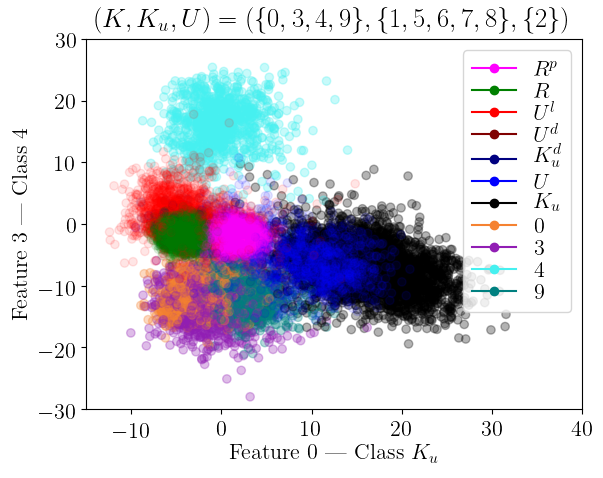 (K, K_u, U) = ({0, 3, 4, 9}, {1, 5, 6, 7, 8}, {2})
30
20
10
0
−10
−20
−30
Feature 3 — Class 4
R^p
R
U^l
U^d
K_u^d
U
K_u
0
3
4
9
−10
0
10
20
30
40
Feature 0 — Class K_u